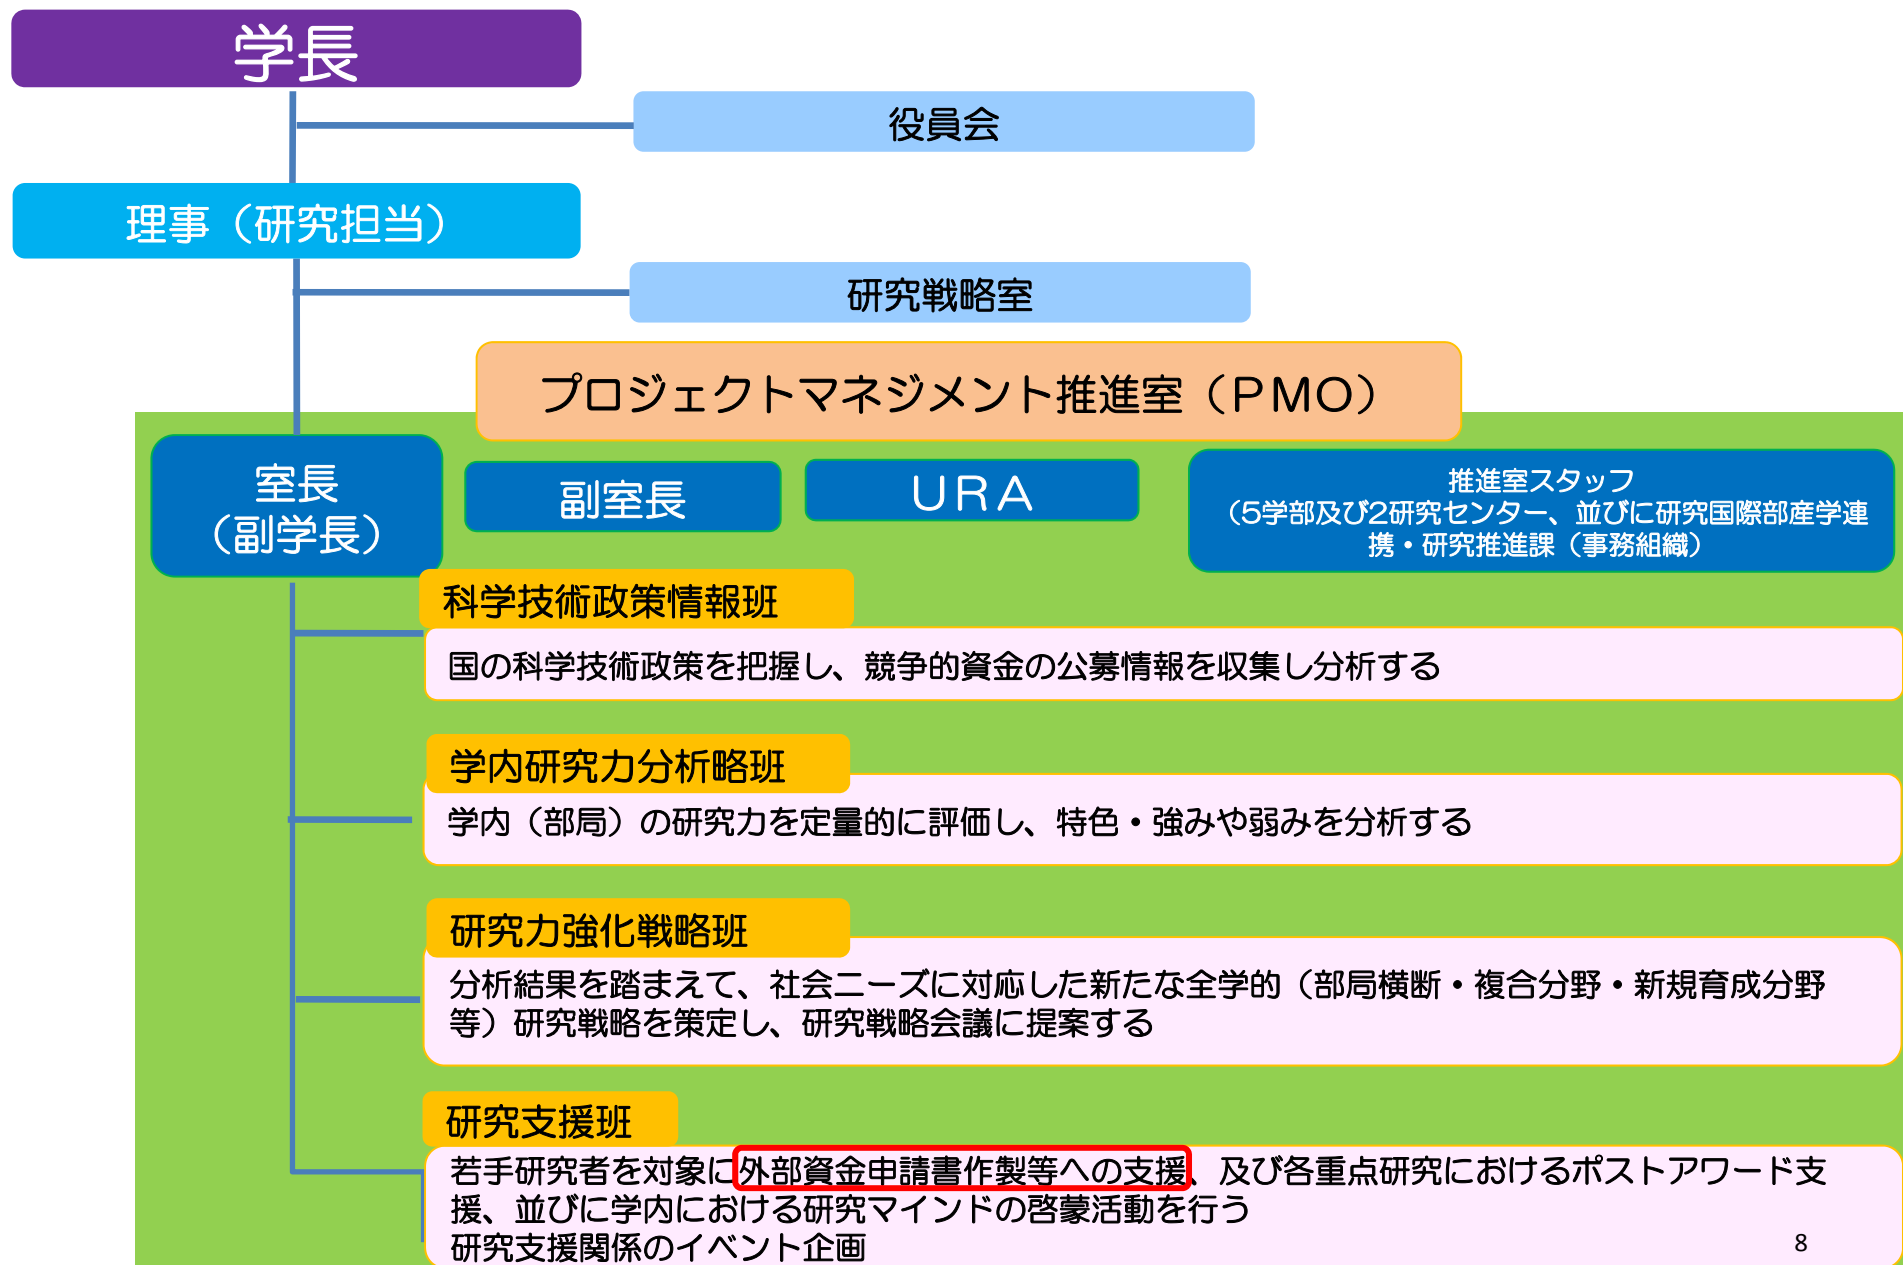 学長
役員会
理事（研究担当）
研究戦略室
プロジェクトマネジメント推進室（ＰＭＯ）
室長
（副学長）
副室長
ＵＲＡ
推進室スタッフ
（5学部及び2研究センター、並びに研究国際部産学連
携・研究推進課（事務組織）
科学技術政策情報班
国の科学技術政策を把握し、競争的資金の公募情報を収集し分析する
学内研究力分析略班
学内（部局）の研究力を定量的に評価し、特色・強みや弱みを分析する
研究力強化戦略班
分析結果を踏まえて、社会ニーズに対応した新たな全学的（部局横断・複合分野・新規育成分野
等）研究戦略を策定し、研究戦略会議に提案する
研究支援班
若手研究者を対象に外部資金申請書作製等への支援、及び各重点研究におけるポストアワード支
援、並びに学内における研究マインドの啓蒙活動を行う
研究支援関係のイベント企画
8